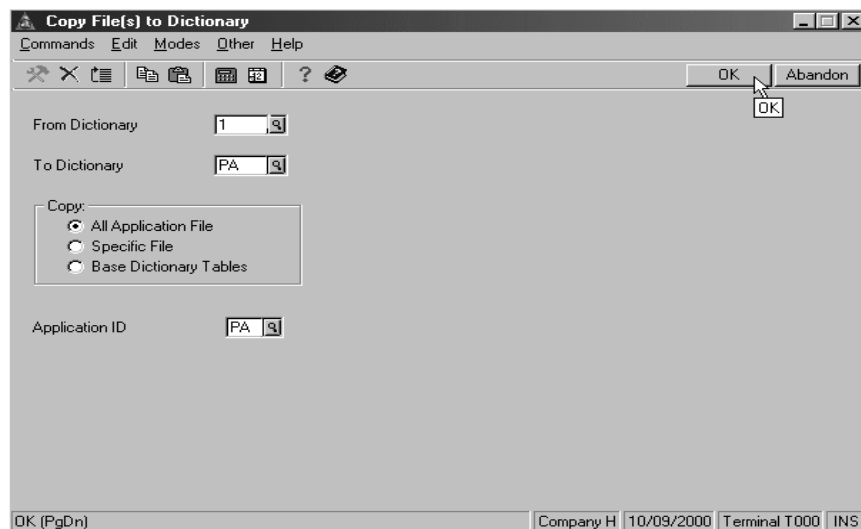 Copy File(s) to Dictionary
Commands Edit Modes Other Help
OK Abandon
OK
From Dictionary 1
To Dictionary PA
Copy:
All Application File
Specific File
Base Dictionary Tables
Application ID PA
OK (PgDn) Company H 10/09/2000 Terminal T000 INS